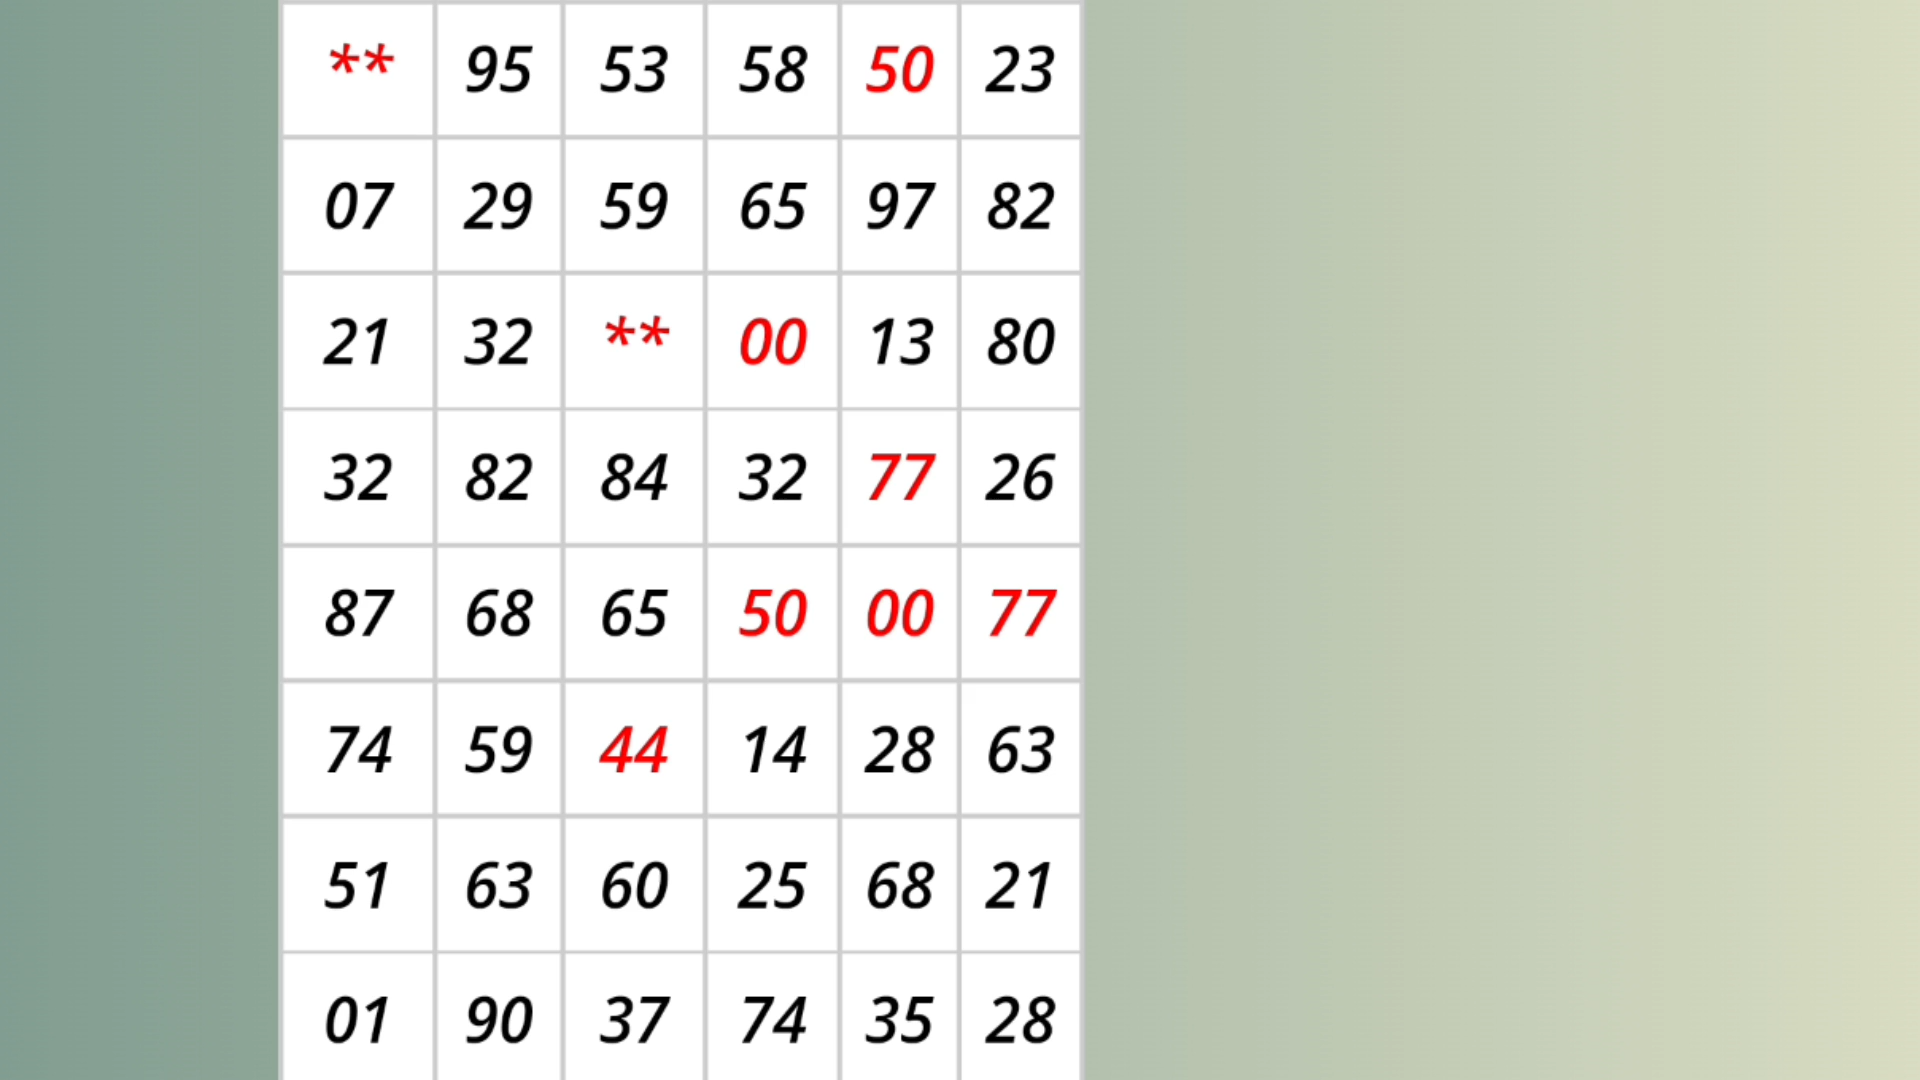 ** 95 53 58 50 23
07 29 59 65 97 82
21 32 ** 00 13 80
32 82 84 32 77 26
87 68 65 50 00 77
74 59 44 14 28 63
51 63 60 25 68 21
01 90 37 74 35 28